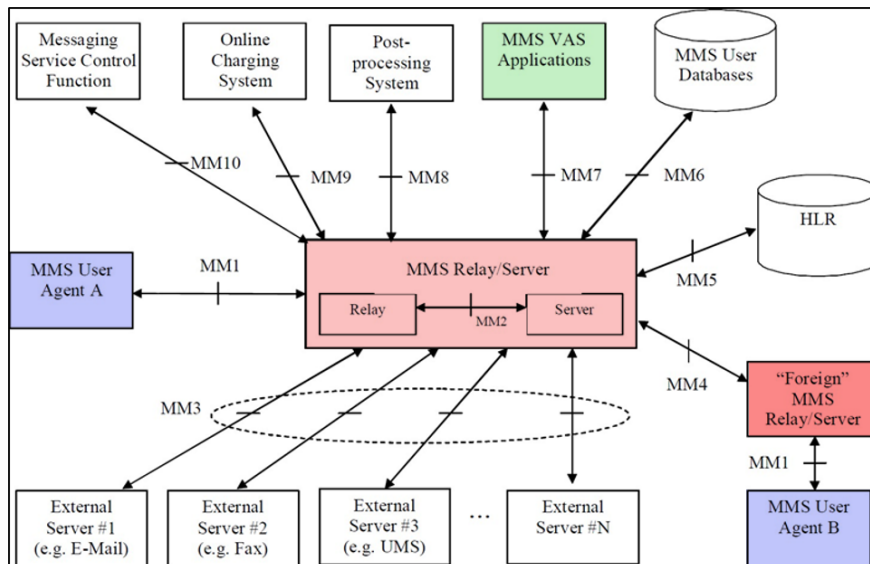 Messaging
Service Control
Function
Online
Charging
System
Post-
processing
System
MMS VAS
Applications
MMS User
Databases
MM10
MM9
MM8
MM7
MM6
HLR
MMS User
Agent A
MM1
MMS Relay/Server
Relay
MM2
Server
MM5
MM4
"Foreign"
MMS
Relay/Server
MM3
MM1
External
Server #1
(e.g. E-Mail)
External
Server #2
(e.g. Fax)
External
Server #3
(e.g. UMS)
...
External
Server #N
MMS User
Agent B